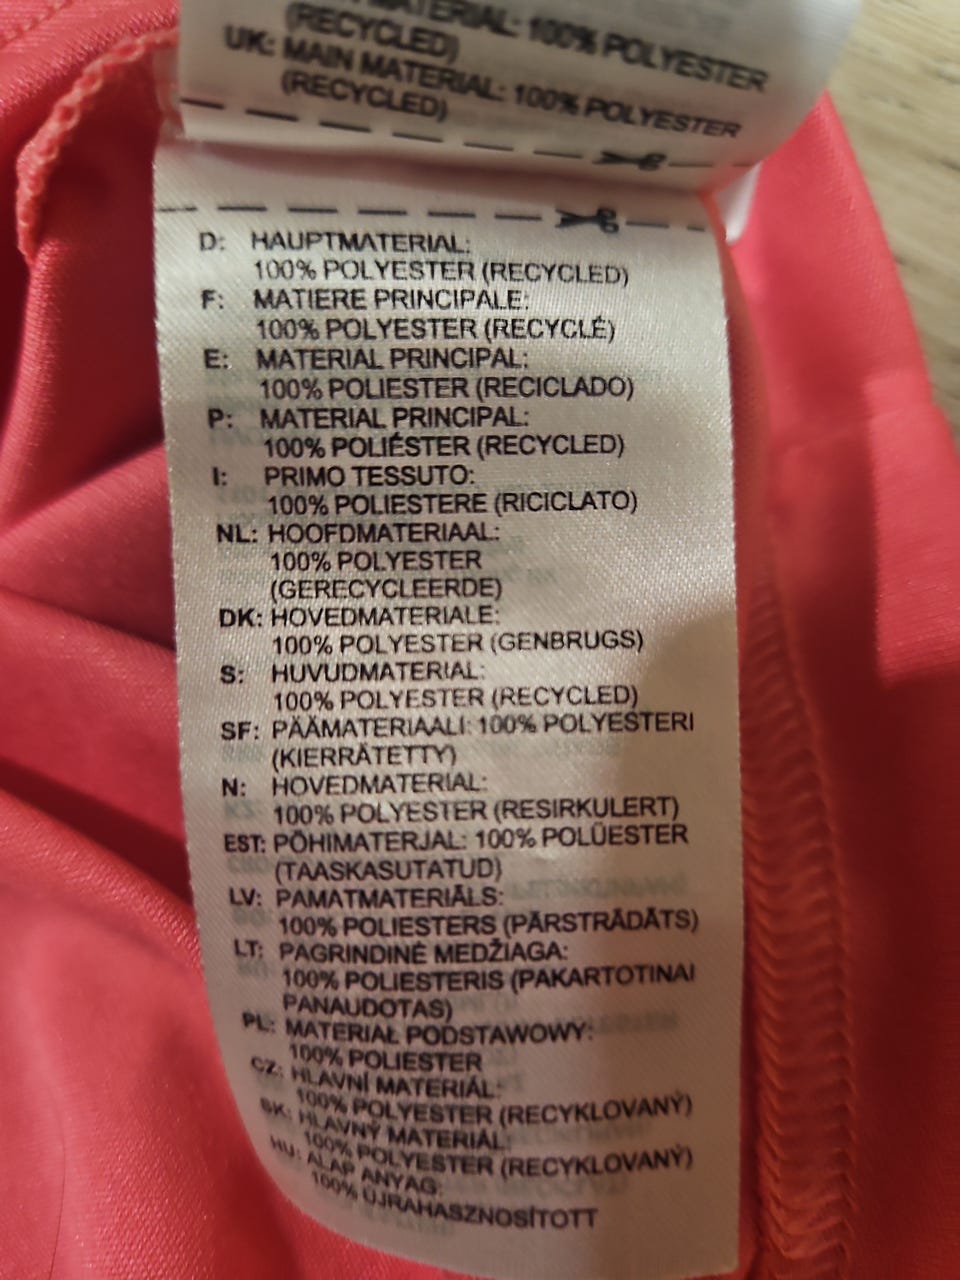 MATERIAL: 100% POLYESTER
(RECYCLED)
UK: MAIN MATERIAL: 100% POLYESTER
(RECYCLED)
D: HAUPTMATERIAL:
100% POLYESTER (RECYCLED)
F: MATIERE PRINCIPALE:
100% POLYESTER (RECYCLÉ)
E: MATERIAL PRINCIPAL:
100% POLIESTER (RECICLADO)
P: MATERIAL PRINCIPAL:
100% POLIÉSTER (RECYCLED)
I: PRIMO TESSUTO:
100% POLIESTERE (RICICLATO)
NL: HOOFDMATERIAAL:
100% POLYESTER
(GERECYCLEERDE)
DK: HOVEDMATERIALE:
100% POLYESTER (GENBRUGS)
S: HUVUDMATERIAL:
100% POLYESTER (RECYCLED)
SF: PÄÄMATERIAALI: 100% POLYESTERI
(KIERRÄTETTY)
N: HOVEDMATERIAL:
100% POLYESTER (RESIRKULERT)
EST: PÕHIMATERJAL: 100% POLÜESTER
(TAASKASUTATUD)
LV: PAMATMATERIĀLS:
100% POLIESTERS (PĀRSTRĀDĀTS)
LT: PAGRINDINĖ MEDŽIAGA:
100% POLIESTERIS (PAKARTOTINAI
PANAUDOTAS)
PL: MATERIAŁ PODSTAWOWY:
100% POLIESTER
CZ: HLAVNÍ MATERIÁL:
100% POLYESTER (RECYKLOVANÝ)
SK: HLAVNÝ MATERIÁL:
100% POLYESTER (RECYKLOVANÝ)
HU: ALAP ANYAG:
100% ÚJRAHASZNOSÍTOTT